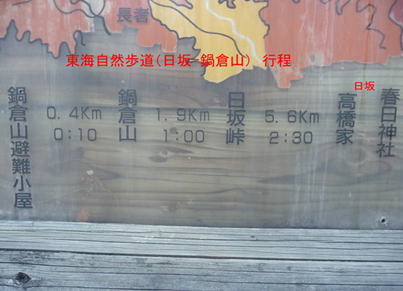 長者
東海自然歩道(日坂-鍋倉山) 行程
日坂
鍋倉山避難小屋
0.4Km
0:10
鍋倉山
1.9Km
1:00
日坂峠
5.6Km
2:30
高橋家
春日神社